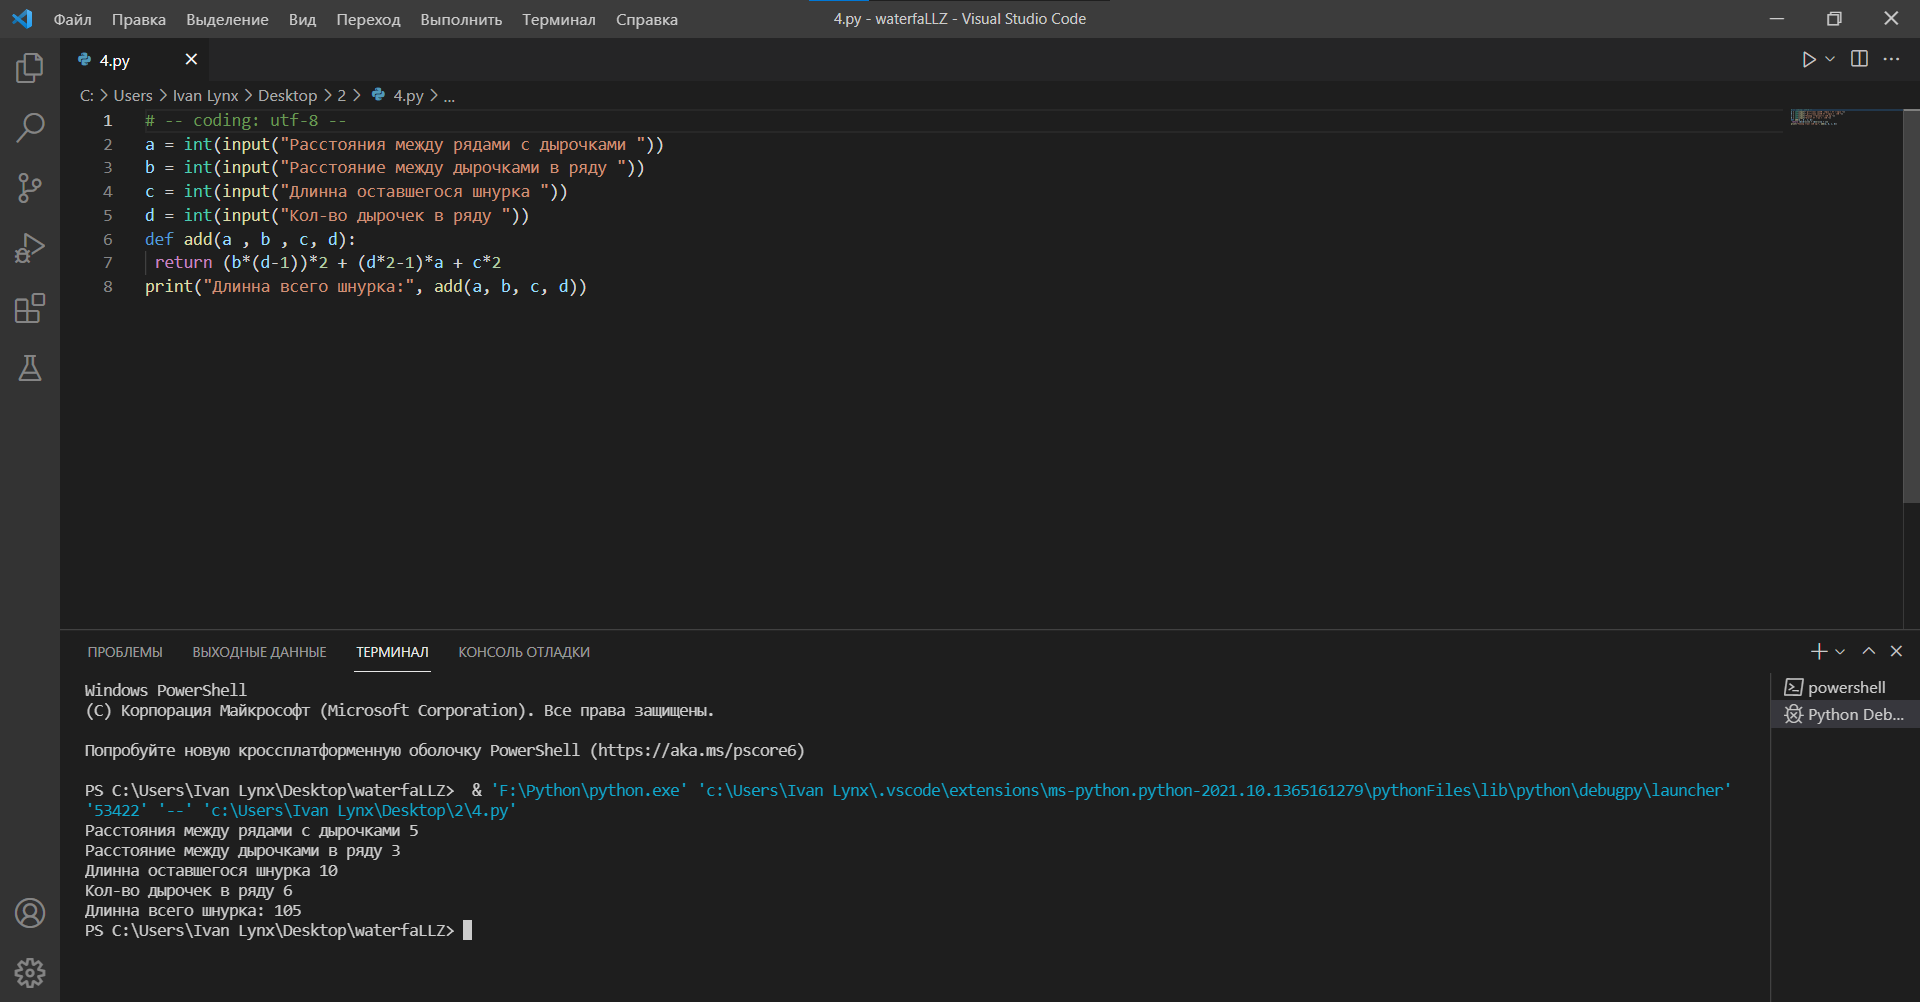 Файл Правка Выделение Вид Переход Выполнить Терминал Справка 4.py - waterfaLLZ - Visual Studio Code
4.py
C: > Users > Ivan Lynx > Desktop > 2 > 4.py > ...
1 # -- coding: utf-8 --
2 a = int(input("Расстояния между рядами с дырочками "))
3 b = int(input("Расстояние между дырочками в ряду "))
4 c = int(input("Длинна оставшегося шнурка "))
5 d = int(input("Кол-во дырочек в ряду "))
6 def add(a , b , c, d):
7 return (b*(d-1))*2 + (d*2-1)*a + c*2
8 print("Длинна всего шнурка:", add(a, b, c, d))
ПРОБЛЕМЫ ВЫХОДНЫЕ ДАННЫЕ ТЕРМИНАЛ КОНСОЛЬ ОТЛАДКИ
powershell
Python Deb...
Windows PowerShell
(C) Корпорация Майкрософт (Microsoft Corporation). Все права защищены.
Попробуйте новую кроссплатформенную оболочку PowerShell (https://aka.ms/pscore6)
PS C:\Users\Ivan Lynx\Desktop\waterfaLLZ>  & 'F:\Python\python.exe' 'c:\Users\Ivan Lynx\.vscode\extensions\ms-python.python-2021.10.1365161279\pythonFiles\lib\python\debugpy\launcher'
'53422' '--' 'c:\Users\Ivan Lynx\Desktop\2\4.py'
Расстояния между рядами с дырочками 5
Расстояние между дырочками в ряду 3
Длинна оставшегося шнурка 10
Кол-во дырочек в ряду 6
Длинна всего шнурка: 105
PS C:\Users\Ivan Lynx\Desktop\waterfaLLZ>